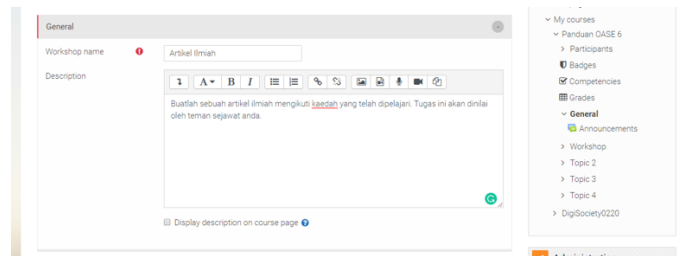 General
Workshop name
Artikel Ilmiah
Description
A
B
I
Buatlah sebuah artikel ilmiah mengikuti kaedah yang telah dipelajari. Tugas ini akan dinilai
oleh teman sejawat anda.
Display description on course page
My courses
Panduan OASE 6
Participants
Badges
Competencies
Grades
General
Announcements
Workshop
Topic 2
Topic 3
Topic 4
DigiSociety0220